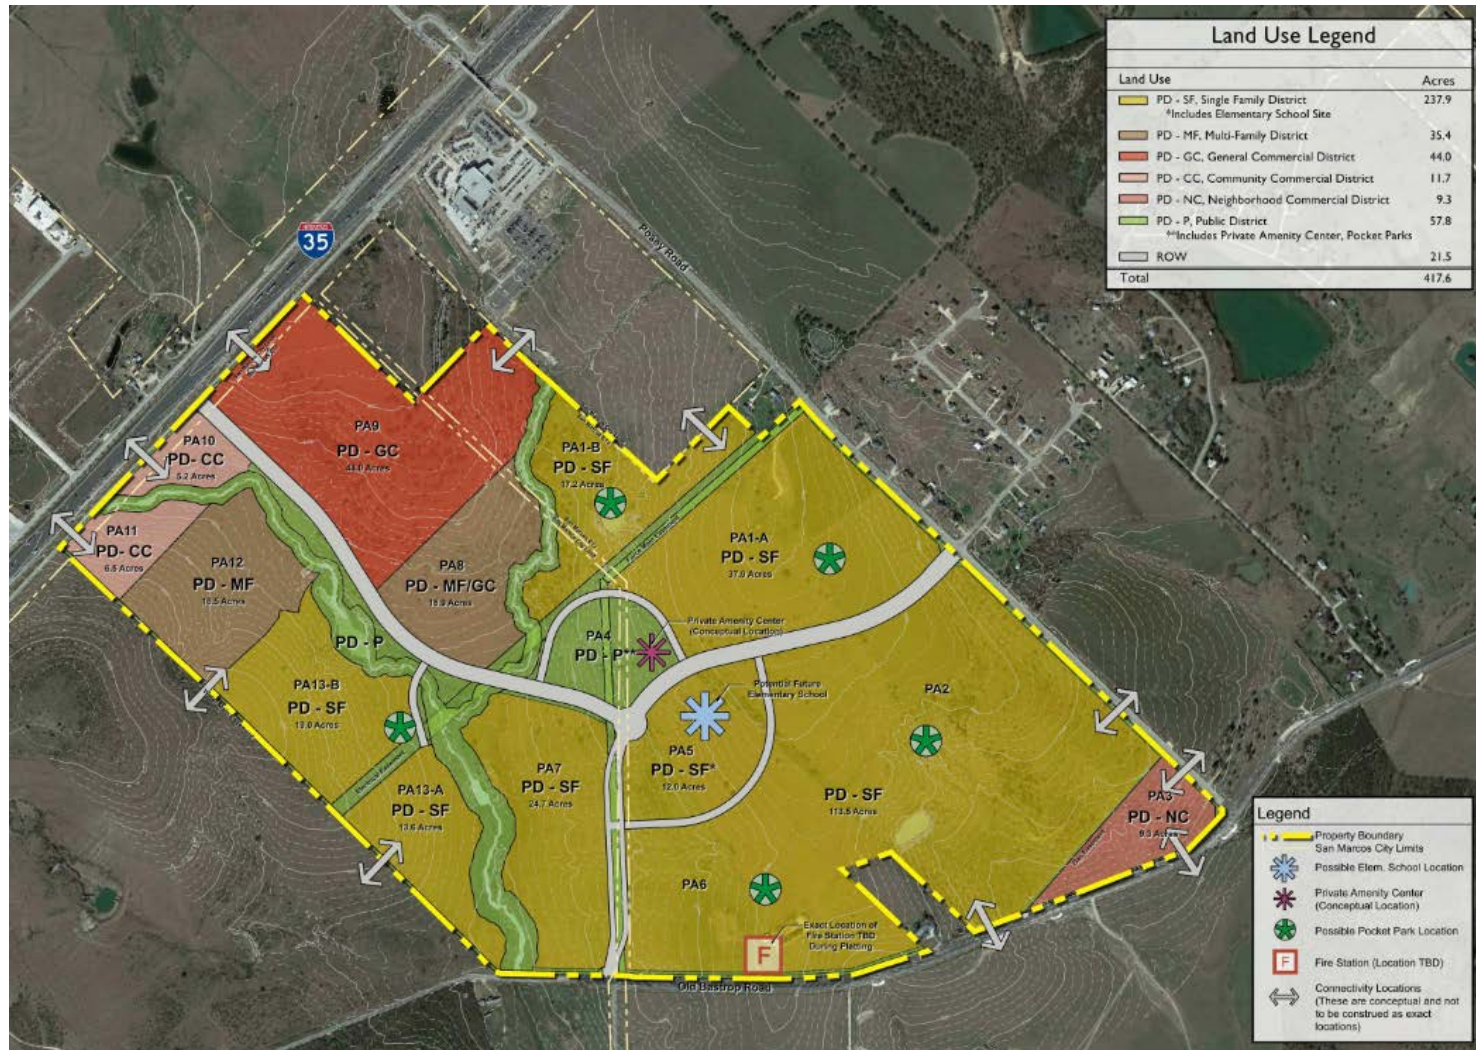 Land Use Legend
Land Use Acres
PD - SF, Single Family District 237.9
*Includes Elementary School Site
PD - MF, Multi-Family District 35.4
PD - GC, General Commercial District 44.0
PD - CC, Community Commercial District 11.7
PD - NC, Neighborhood Commercial District 9.3
PD - P, Public District 57.8
**Includes Private Amenity Center, Pocket Parks
ROW 21.5
Total 417.6
35
Posey Road
PA9
PD - GC
44.0 Acres
PA10
PD- CC
5.2 Acres
PA11
PD- CC
6.5 Acres
PA12
PD - MF
PA8
PD - MF/GC
PA1-B
PD - SF
17.2 Acres
PA1-A
PD - SF
PD - P
PA4
PD - P**
Private Amenity Center
(Conceptual Location)
Potential Future
Elementary School
PA13-B
PD - SF
PA13-A
PD - SF
13.6 Acres
Electrical Easement
PA7
PD - SF
24.7 Acres
PA5
PD - SF*
12.0 Acres
PA2
PD - SF
113.5 Acres
PA6
PA3
PD - NC
9.3 Acres
Exact Location of
Fire Station TBD
During Platting
F
Old Bastrop Road
Legend
Property Boundary
San Marcos City Limits
Possible Elem. School Location
Private Amenity Center
(Conceptual Location)
Possible Pocket Park Location
F Fire Station (Location TBD)
Connectivity Locations
(These are conceptual and not
to be construed as exact
locations)